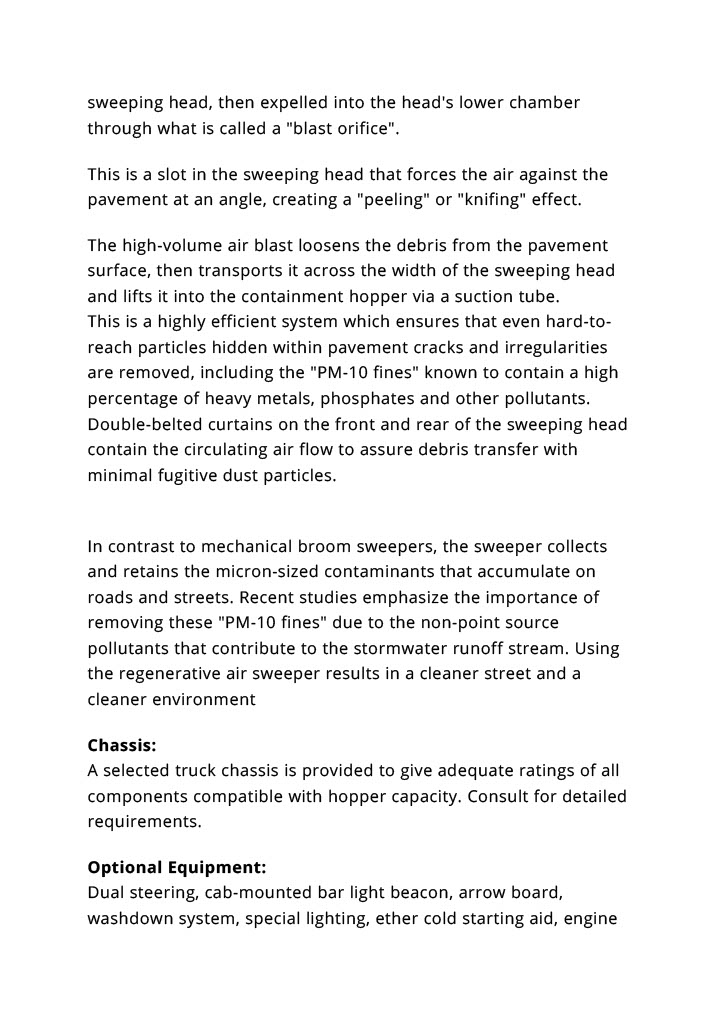 sweeping head, then expelled into the head's lower chamber
through what is called a "blast orifice".
This is a slot in the sweeping head that forces the air against the
pavement at an angle, creating a "peeling" or "knifing" effect.
The high-volume air blast loosens the debris from the pavement
surface, then transports it across the width of the sweeping head
and lifts it into the containment hopper via a suction tube.
This is a highly efficient system which ensures that even hard-to-
reach particles hidden within pavement cracks and irregularities
are removed, including the "PM-10 fines" known to contain a high
percentage of heavy metals, phosphates and other pollutants.
Double-belted curtains on the front and rear of the sweeping head
contain the circulating air flow to assure debris transfer with
minimal fugitive dust particles.
In contrast to mechanical broom sweepers, the sweeper collects
and retains the micron-sized contaminants that accumulate on
roads and streets. Recent studies emphasize the importance of
removing these "PM-10 fines" due to the non-point source
pollutants that contribute to the stormwater runoff stream. Using
the regenerative air sweeper results in a cleaner street and a
cleaner environment
Chassis:
A selected truck chassis is provided to give adequate ratings of all
components compatible with hopper capacity. Consult for detailed
requirements.
Optional Equipment:
Dual steering, cab-mounted bar light beacon, arrow board,
washdown system, special lighting, ether cold starting aid, engine